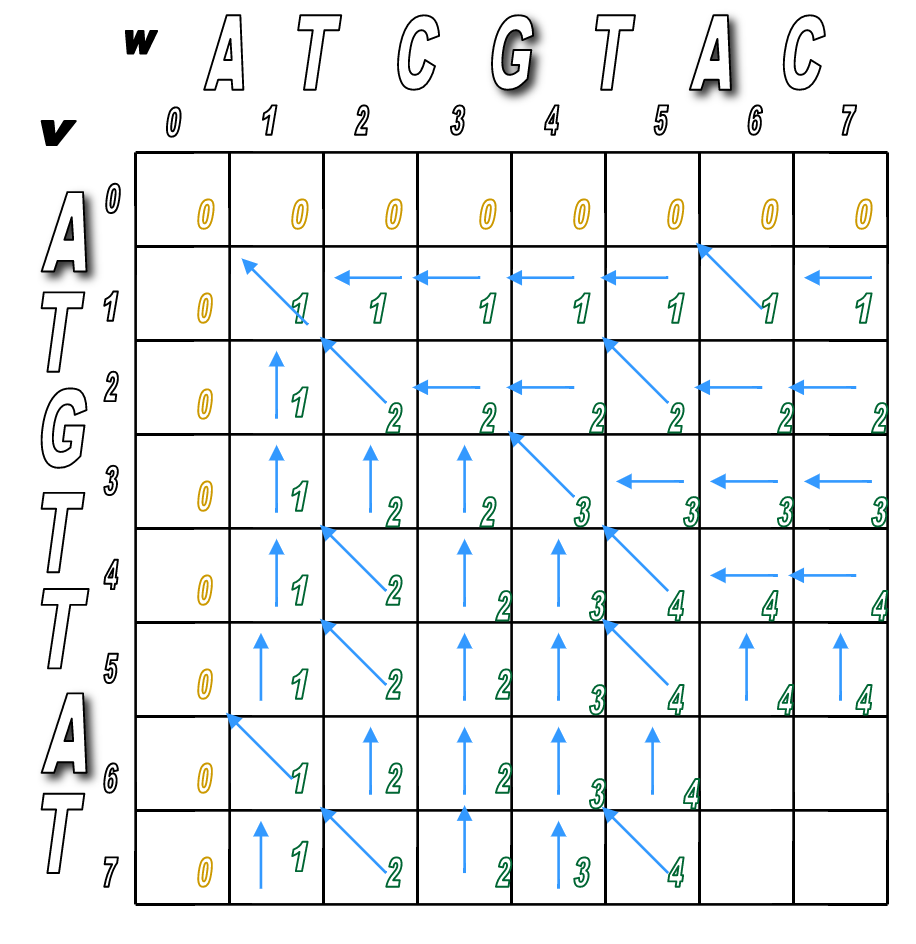 w A T C G T A C
v 0 1 2 3 4 5 6 7
0 0 0 0 0 0 0 0 0
A 1 0 1 1 1 1 1 1 1
T 2 0 1 2 2 2 2 2 2
G 3 0 1 2 2 3 3 3 3
T 4 0 1 2 2 3 4 4 4
T 5 0 1 2 2 3 4 4 4
A 6 0 1 2 2 3 4
T 7 0 1 2 2 3 4